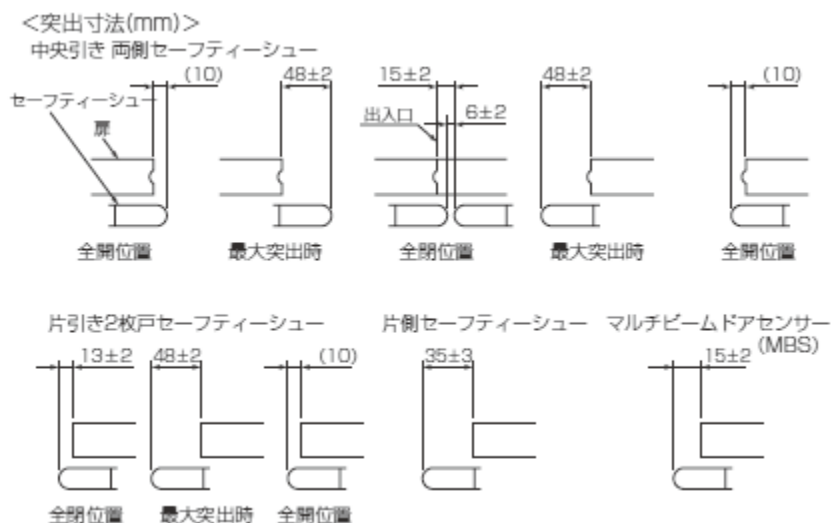 ＜突出寸法(mm)＞
中央引き 両側セーフティーシュー
(10) 48±2 15±2 48±2 (10)
セーフティーシュー
出入口 6±2
扉
全開位置 最大突出時 全閉位置 最大突出時 全開位置
片引き2枚戸セーフティーシュー 片側セーフティーシュー マルチビームドアセンサー
(MBS)
13±2 48±2 (10) 35±3 15±2
全閉位置 最大突出時 全開位置